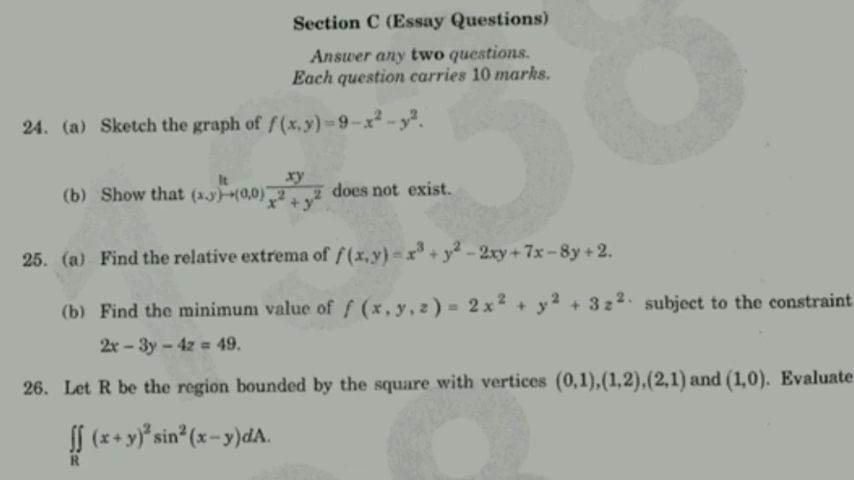 Section C (Essay Questions)
Answer any two questions.
Each question carries 10 marks.
24. (a) Sketch the graph of f(x,y)=9−x²−y².
(b) Show that lt (x,y)→(0,0) xy/(x²+y²) does not exist.
25. (a) Find the relative extrema of f(x,y)=x³+y²−2xy+7x−8y+2.
(b) Find the minimum value of f (x, y, z) = 2x² + y² + 3z². subject to the constraint
2x − 3y − 4z = 49.
26. Let R be the region bounded by the square with vertices (0,1),(1,2),(2,1) and (1,0). Evaluate
∬_R (x+y)² sin²(x−y)dA.